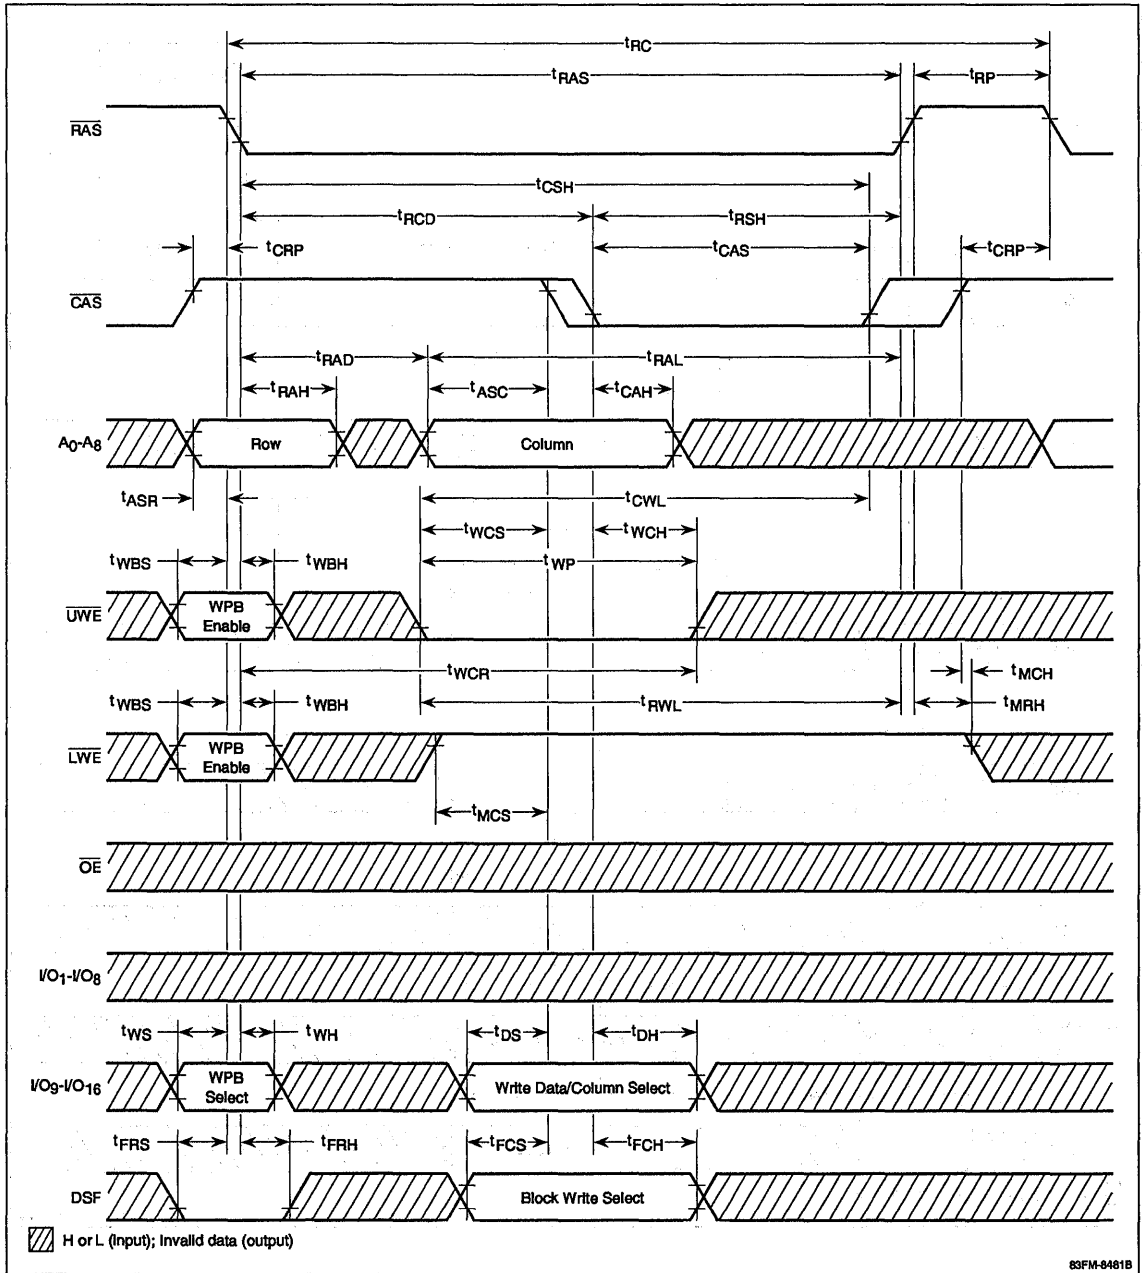 tRC
tRAS
tRP
RAS
tCSH
tRCD
tRSH
tCRP
tCAS
tCRP
CAS
tRAD
tRAL
tRAH
tASC
tCAH
A0-A8
Row
Column
tASR
tCWL
tWCS
tWCH
tWBS
tWBH
tWP
UWE
WPB
Enable
tWCR
tMCH
tWBS
tWBH
tRWL
tMRH
LWE
WPB
Enable
tMCS
OE
I/O1-I/O8
tWS
tWH
tDS
tDH
I/O9-I/O16
WPB
Select
Write Data/Column Select
tFRS
tFRH
tFCS
tFCH
DSF
Block Write Select
H or L (input); Invalid data (output)
83FM-8481B